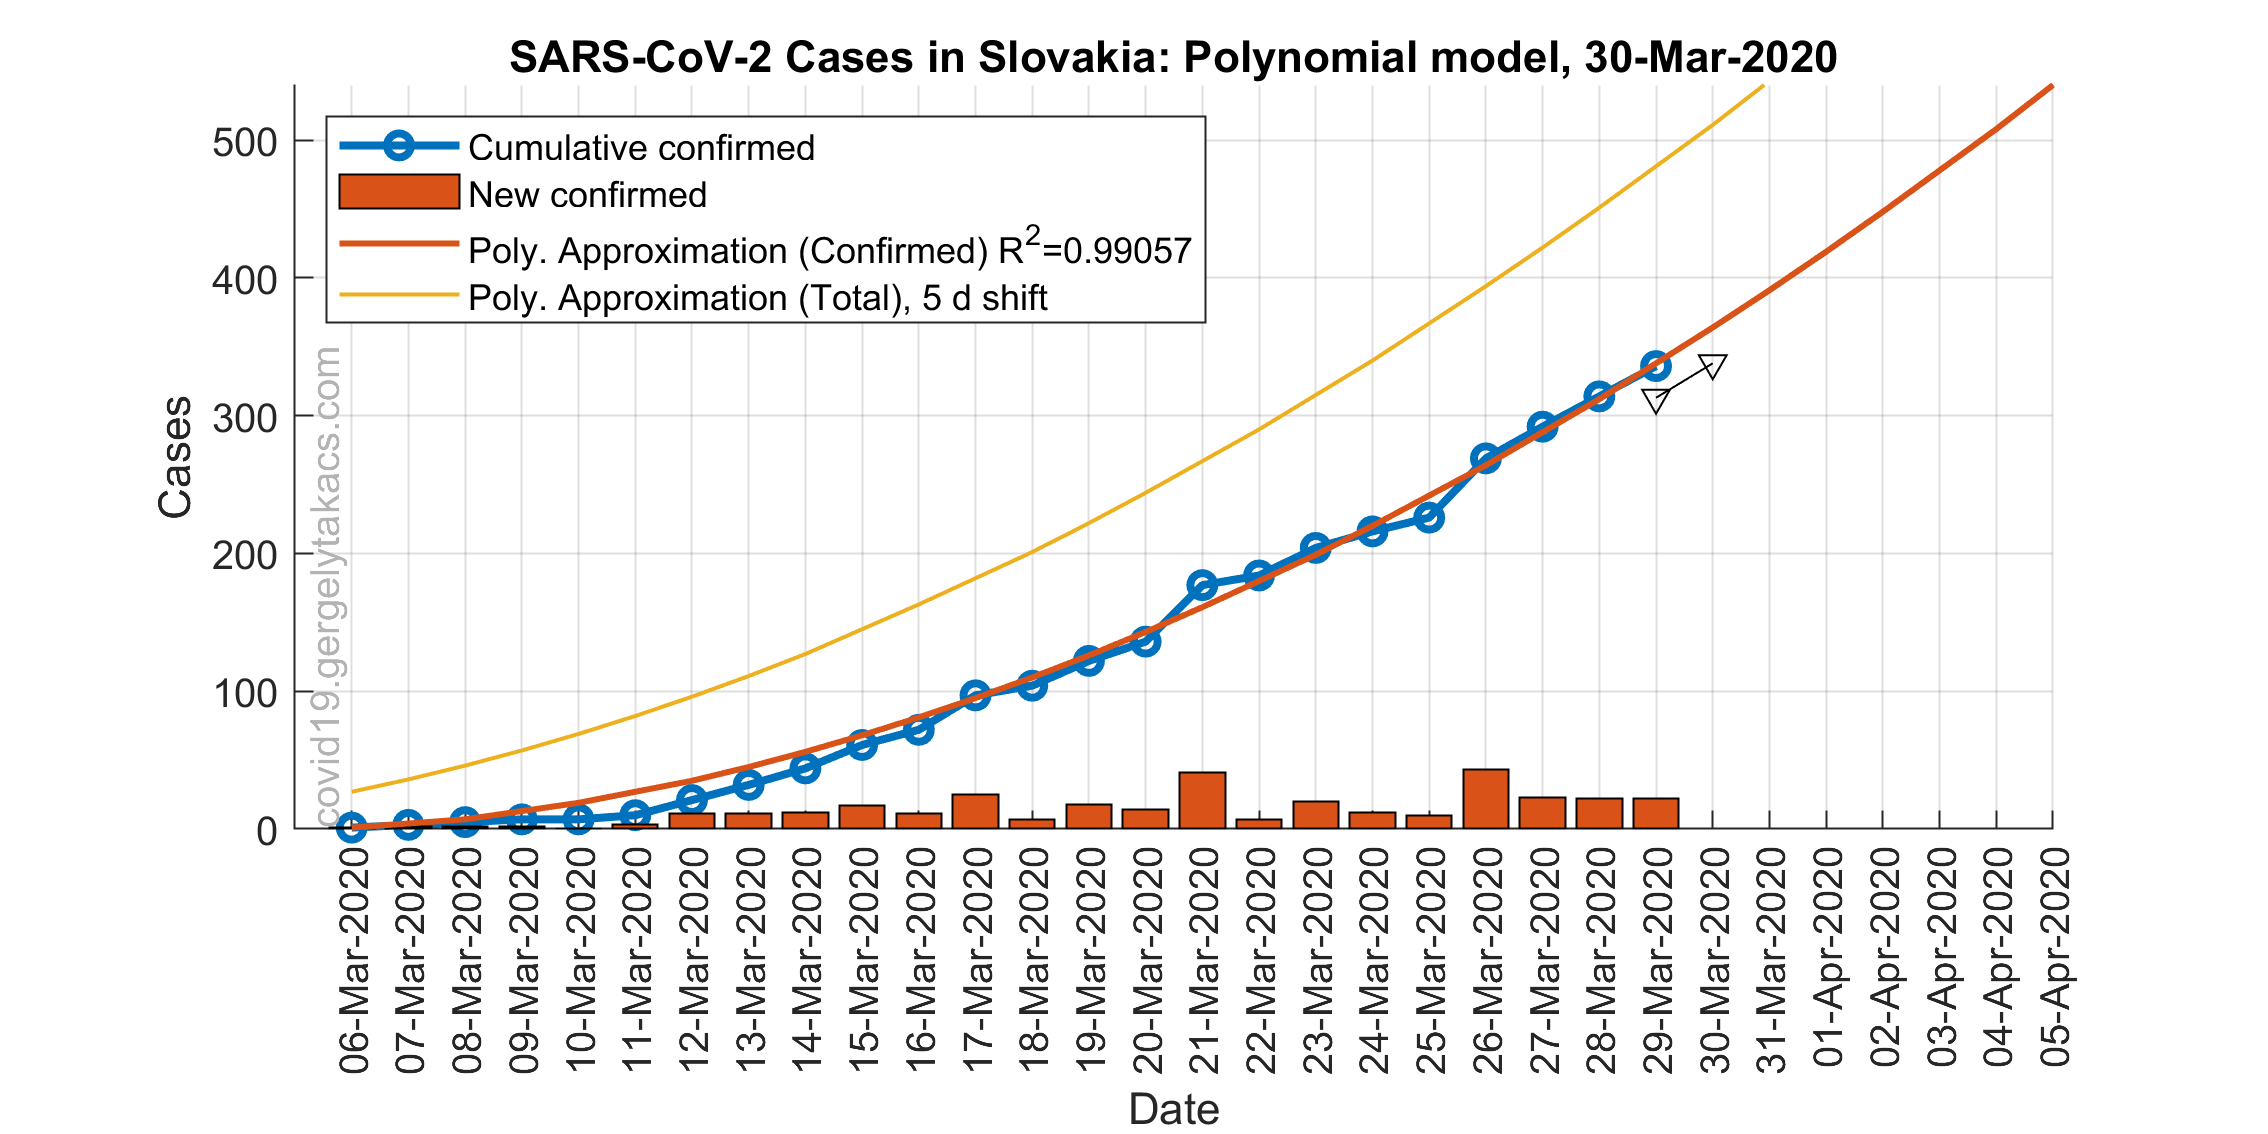 SARS-CoV-2 Cases in Slovakia: Polynomial model, 30-Mar-2020
Cumulative confirmed
New confirmed
Poly. Approximation (Confirmed) R²=0.99057
Poly. Approximation (Total), 5 d shift
500
400
300
200
100
0
Cases
covid19.gergelytakacs.com
06-Mar-2020
07-Mar-2020
08-Mar-2020
09-Mar-2020
10-Mar-2020
11-Mar-2020
12-Mar-2020
13-Mar-2020
14-Mar-2020
15-Mar-2020
16-Mar-2020
17-Mar-2020
18-Mar-2020
19-Mar-2020
20-Mar-2020
21-Mar-2020
22-Mar-2020
23-Mar-2020
24-Mar-2020
25-Mar-2020
26-Mar-2020
27-Mar-2020
28-Mar-2020
29-Mar-2020
30-Mar-2020
31-Mar-2020
01-Apr-2020
02-Apr-2020
03-Apr-2020
04-Apr-2020
05-Apr-2020
Date